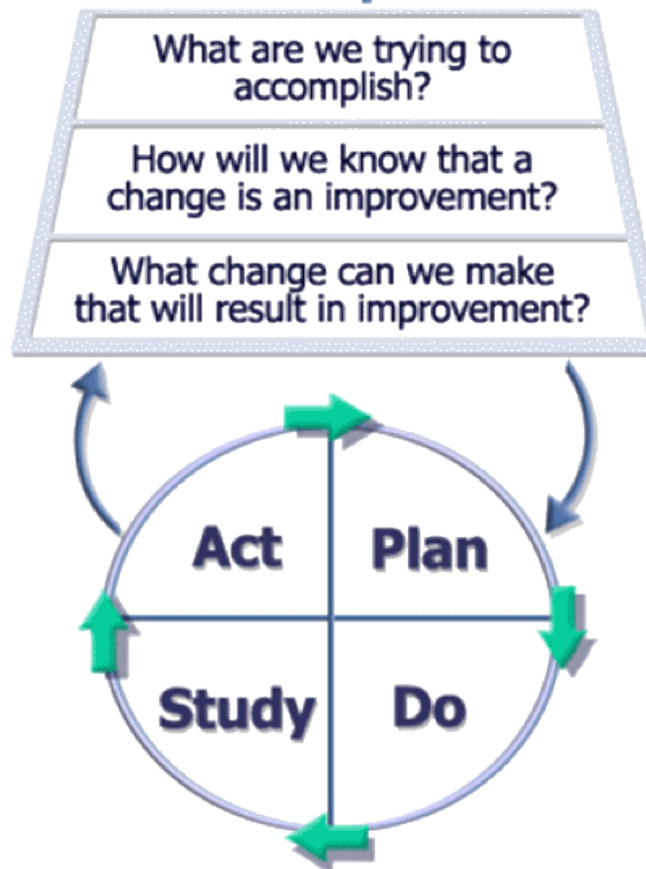 What are we trying to
accomplish?
How will we know that a
change is an improvement?
What change can we make
that will result in improvement?
Act
Plan
Study
Do